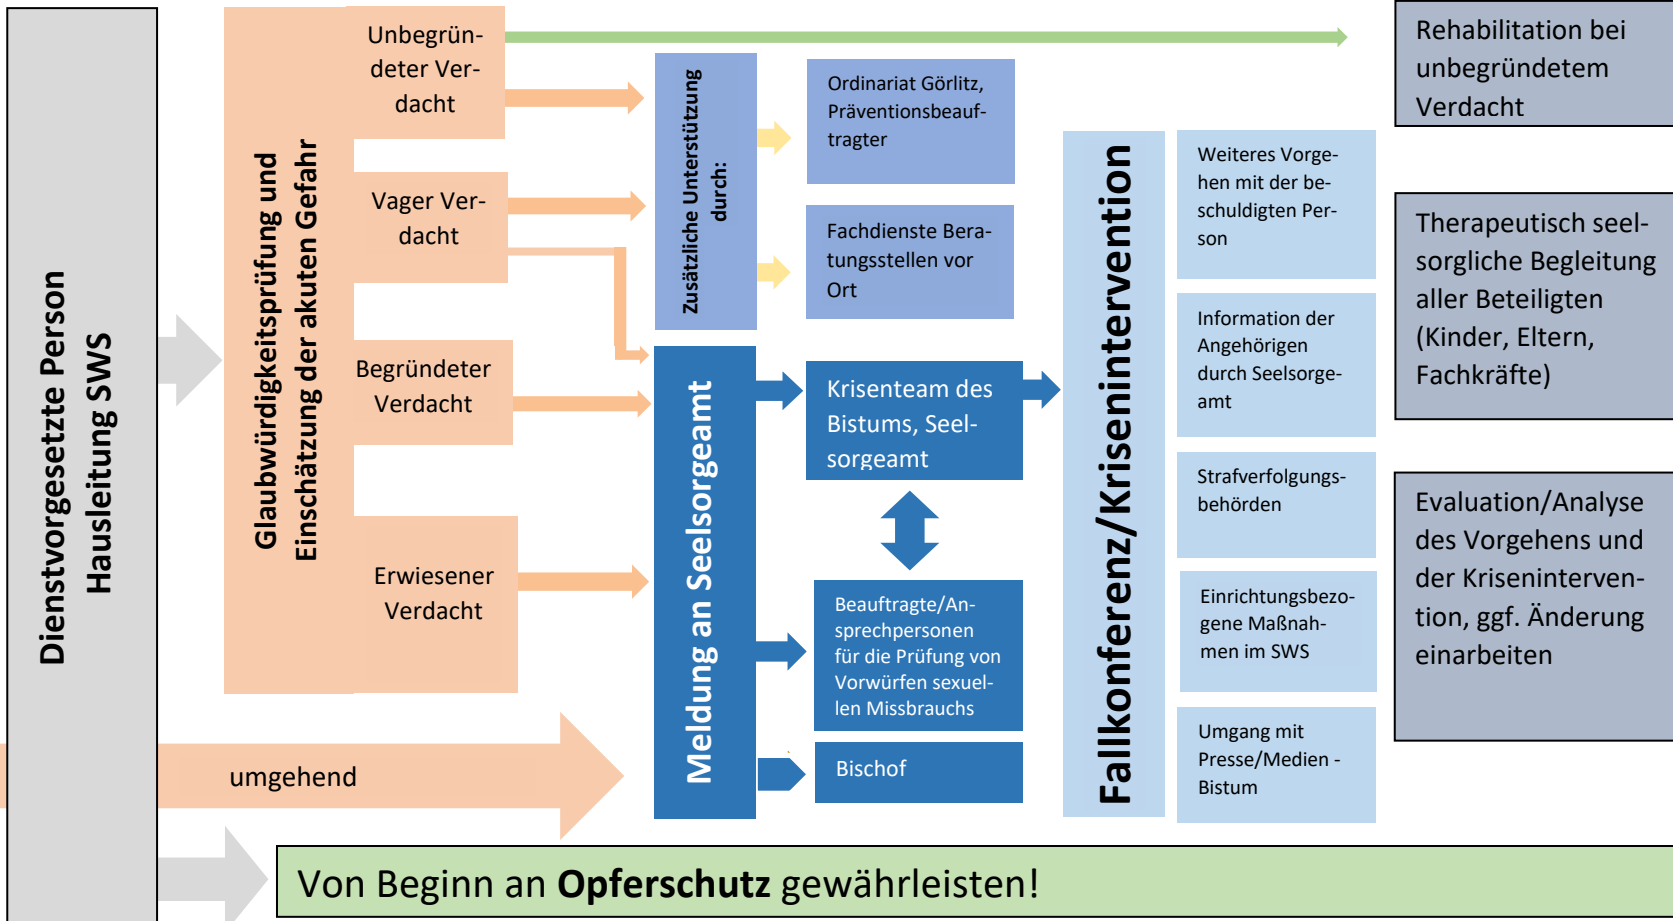 Dienstvorgesetzte Person
Hausleitung SWS
Glaubwürdigkeitsprüfung und
Einschätzung der akuten Gefahr
Unbegrün-
deter Ver-
dacht
Vager Ver-
dacht
Begründeter
Verdacht
Erwiesener
Verdacht
umgehend
Zusätzliche Unterstützung
durch:
Ordinariat Görlitz,
Präventionsbeauf-
tragter
Fachdienste Bera-
tungsstellen vor
Ort
Meldung an Seelsorgeamt
Krisenteam des
Bistums, Seel-
sorgeamt
Beauftragte/An-
sprechpersonen
für die Prüfung von
Vorwürfen sexuel-
len Missbrauchs
Bischof
Fallkonferenz/Krisenintervention
Weiteres Vorge-
hen mit der be-
schuldigten Per-
son
Information der
Angehörigen
durch Seelsorge-
amt
Strafverfolgungs-
behörden
Einrichtungsbezo-
gene Maßnah-
men im SWS
Umgang mit
Presse/Medien -
Bistum
Rehabilitation bei
unbegründetem
Verdacht
Therapeutisch seel-
sorgliche Begleitung
aller Beteiligten
(Kinder, Eltern,
Fachkräfte)
Evaluation/Analyse
des Vorgehens und
der Kriseninterven-
tion, ggf. Änderung
einarbeiten
Von Beginn an Opferschutz gewährleisten!